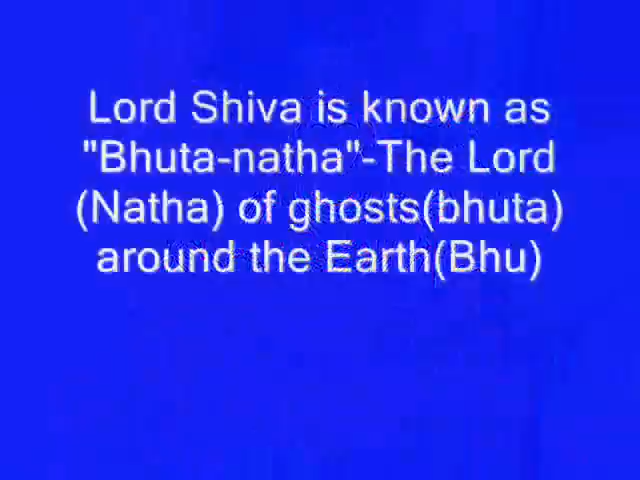 Lord Shiva is known as
"Bhuta-natha"-The Lord
(Natha) of ghosts(bhuta)
around the Earth(Bhu)